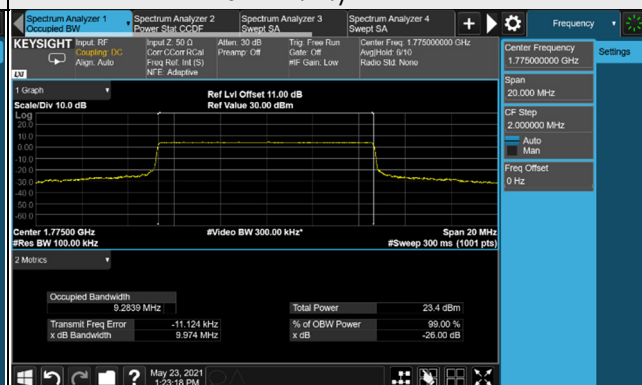 Spectrum Analyzer 1
Occupied BW
Spectrum Analyzer 2
Power Stat CCDF
Spectrum Analyzer 3
Swept SA
Spectrum Analyzer 4
Swept SA
Frequency
KEYSIGHT
Input: RF
Coupling: DC
Align: Auto
Input Z: 50 Ω
Corr CCorr RCal
Freq Ref: Int (S)
NFE: Adaptive
Atten: 30 dB
Preamp: Off
Trig: Free Run
Gate: Off
#IF Gain: Low
Center Freq: 1.775000000 GHz
Avg|Hold: 6/10
Radio Std: None
LXI
Center Frequency
1.775000000 GHz
Settings
Span
20.000 MHz
CF Step
2.000000 MHz
Auto
Man
Freq Offset
0 Hz
1 Graph
Scale/Div 10.0 dB
Ref Lvl Offset 11.00 dB
Ref Value 30.00 dBm
Log
20.0
10.0
0.00
-10.0
-20.0
-30.0
-40.0
-50.0
-60.0
Center 1.77500 GHz
#Res BW 100.00 kHz
#Video BW 300.00 kHz*
Span 20 MHz
#Sweep 300 ms (1001 pts)
2 Metrics
Occupied Bandwidth
9.2839 MHz
Total Power 23.4 dBm
Transmit Freq Error -11.124 kHz
% of OBW Power 99.00 %
x dB Bandwidth 9.974 MHz
x dB -26.00 dB
?
May 23, 2021
1:23:18 PM